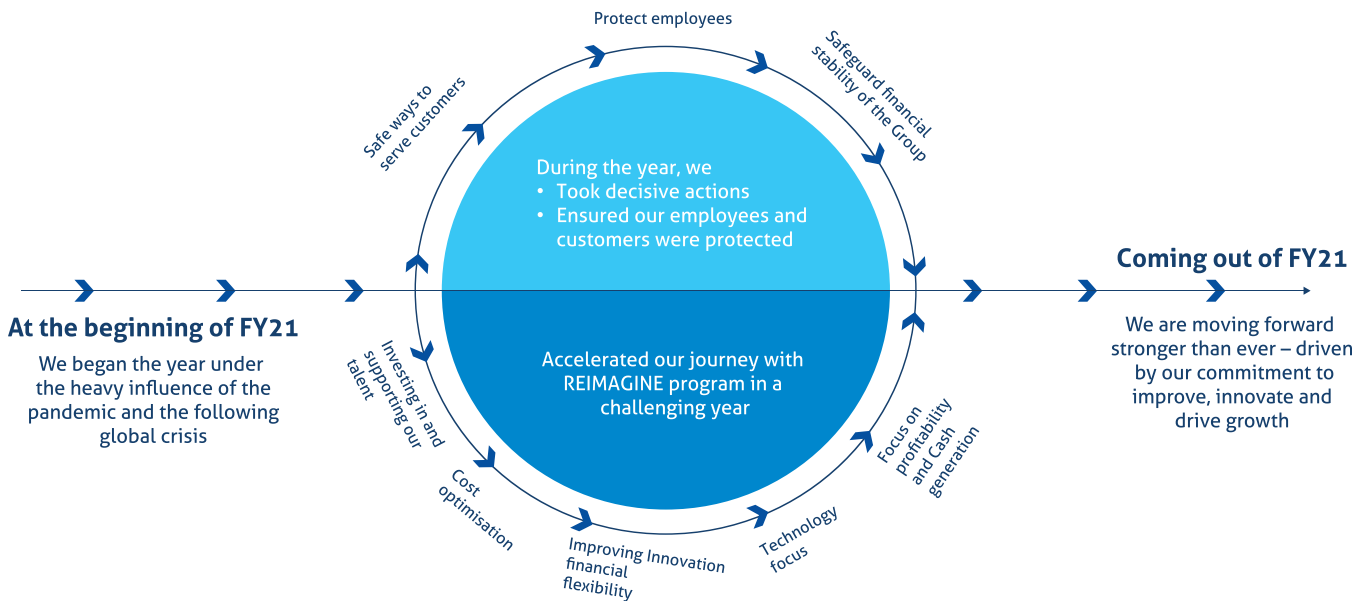 Protect employees
Safe ways to
serve customers
Safeguard financial
stability of the Group
During the year, we
• Took decisive actions
• Ensured our employees and
customers were protected
At the beginning of FY21
We began the year under
the heavy influence of the
pandemic and the following
global crisis
Coming out of FY21
We are moving forward
stronger than ever – driven
by our commitment to
improve, innovate and
drive growth
Accelerated our journey with
REIMAGINE program in a
challenging year
Investing in and
supporting our
talent
Cost
optimisation
Improving Innovation
financial
flexibility
Technology
focus
Focus on
profitability
and Cash
generation